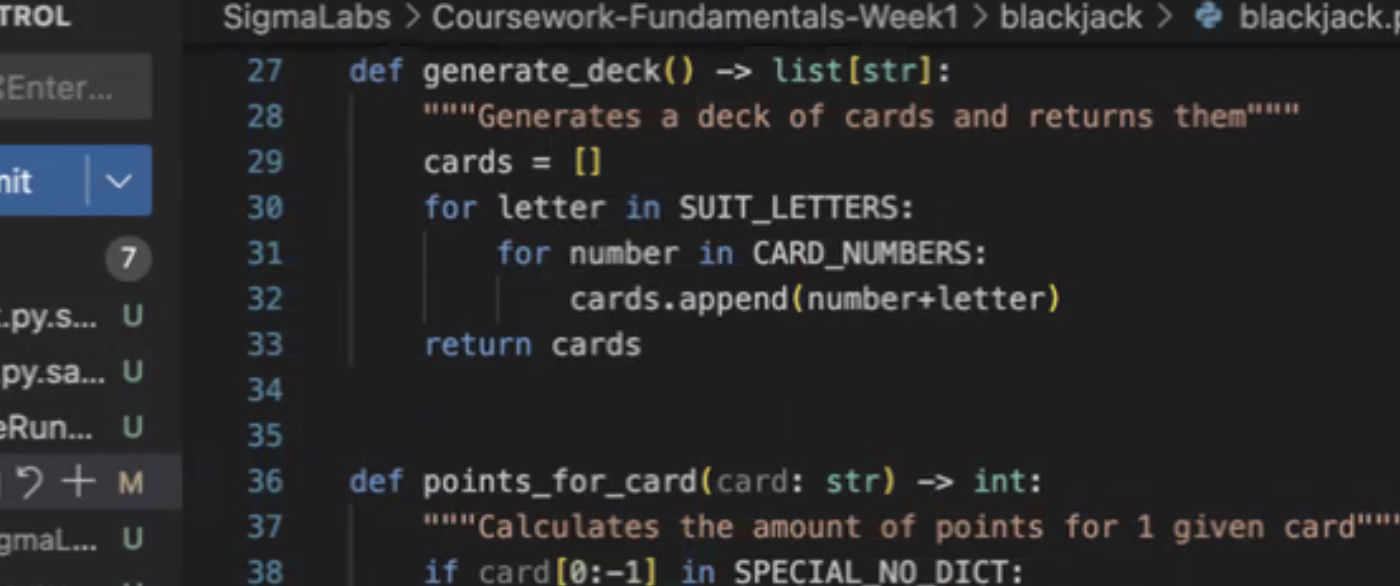 TROL
SigmaLabs > Coursework-Fundamentals-Week1 > blackjack > blackjack.p
Enter...
27 def generate_deck() -> list[str]:
28 """Generates a deck of cards and returns them"""
29 cards = []
30 for letter in SUIT_LETTERS:
31 for number in CARD_NUMBERS:
32 cards.append(number+letter)
33 return cards
34
35
36 def points_for_card(card: str) -> int:
37 """Calculates the amount of points for 1 given card"""
38 if card[0:-1] in SPECIAL_NO_DICT:
nit
7
.py.s... U
py.sa... U
eRun... U
M
gmaL... U